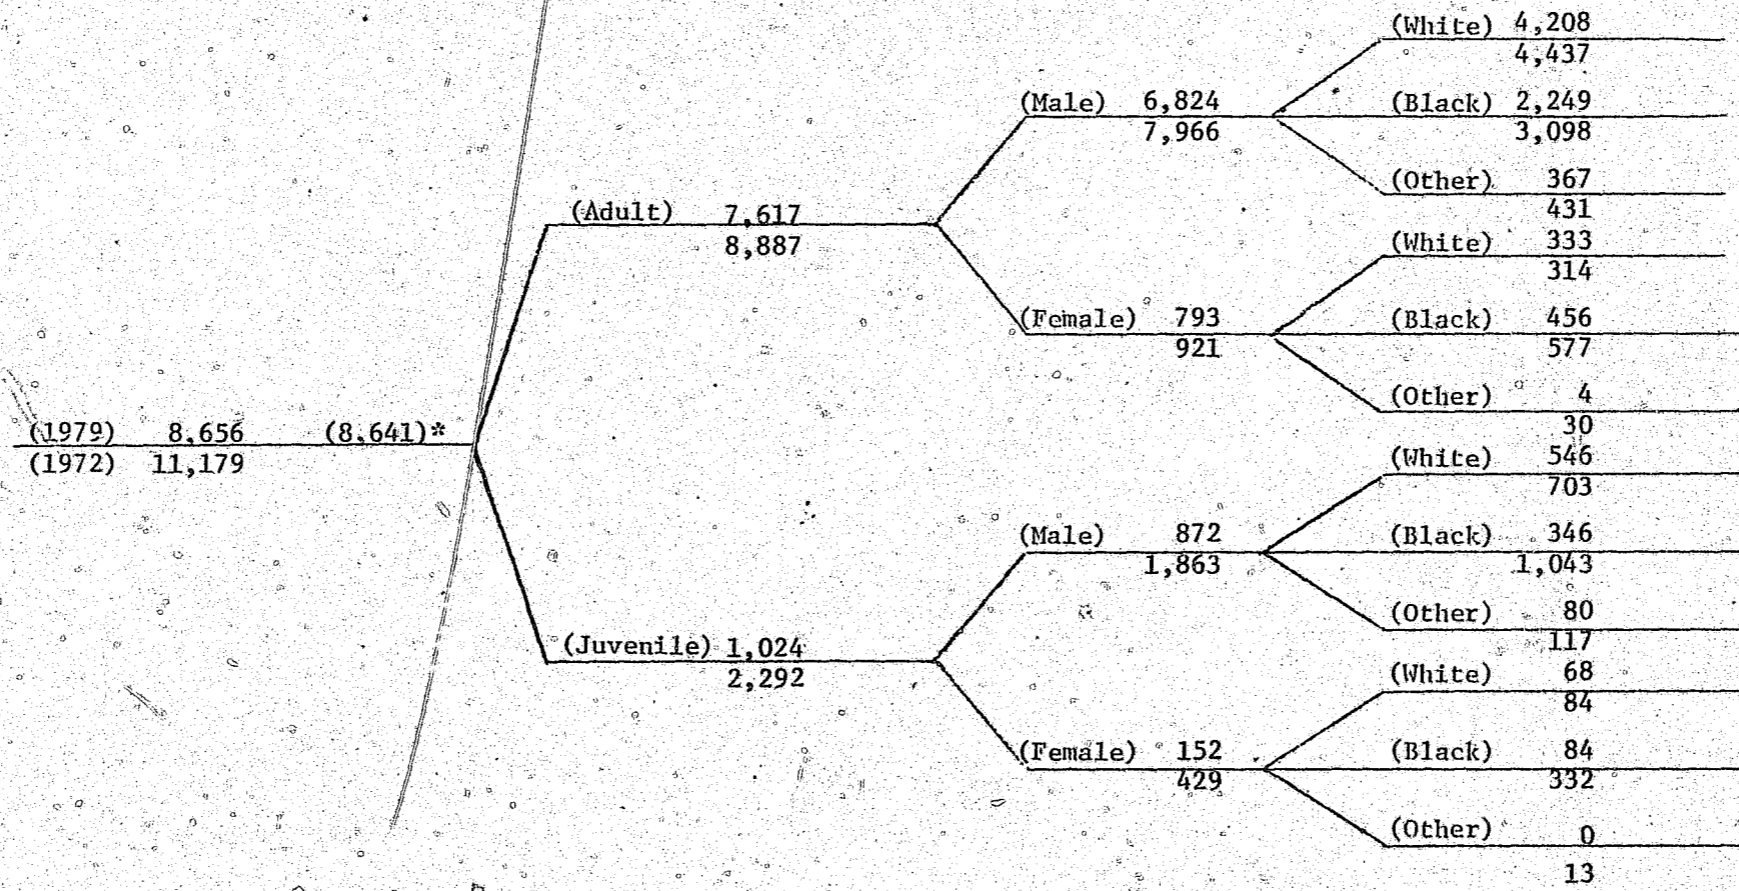 (White) 4,208
4,437
(Male) 6,824
7,966
(Black) 2,249
3,098
(Other) 367
431
(Adult) 7,617
8,887
(White) 333
314
(Female) 793
921
(Black) 456
577
(Other) 4
30
(1979) 8,656 (8,641)*
(1972) 11,179
(White) 546
703
(Male) 872
1,863
(Black) 346
1,043
(Other) 80
117
(Juvenile) 1,024
2,292
(White) 68
84
(Female) 152
429
(Black) 84
332
(Other) 0
13